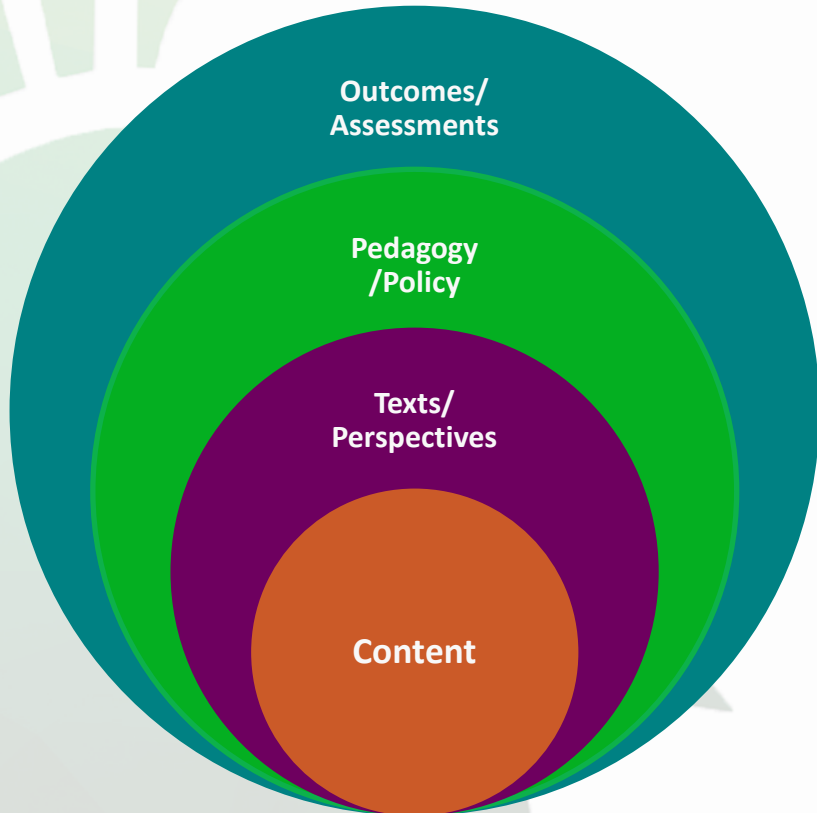 Outcomes/
Assessments
Pedagogy
/Policy
Texts/
Perspectives
Content